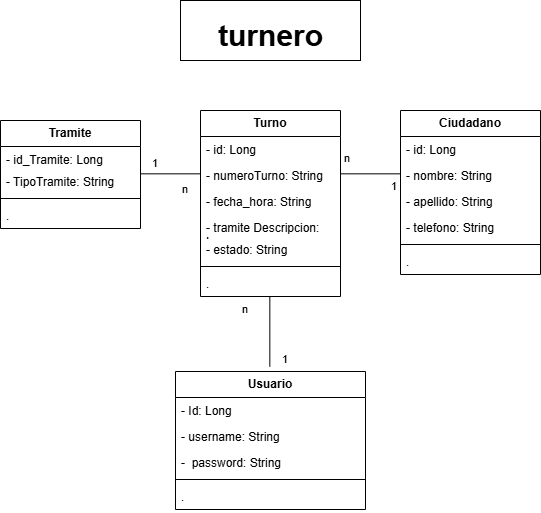 turnero
Tramite
- id_Tramite: Long
- TipoTramite: String
.
1
n
Turno
- id: Long
- numeroTurno: String
- fecha_hora: String
- tramite Descripcion:
.
- estado: String
.
n
1
Ciudadano
- id: Long
- nombre: String
- apellido: String
- telefono: String
.
n
1
Usuario
- Id: Long
- username: String
- password: String
.